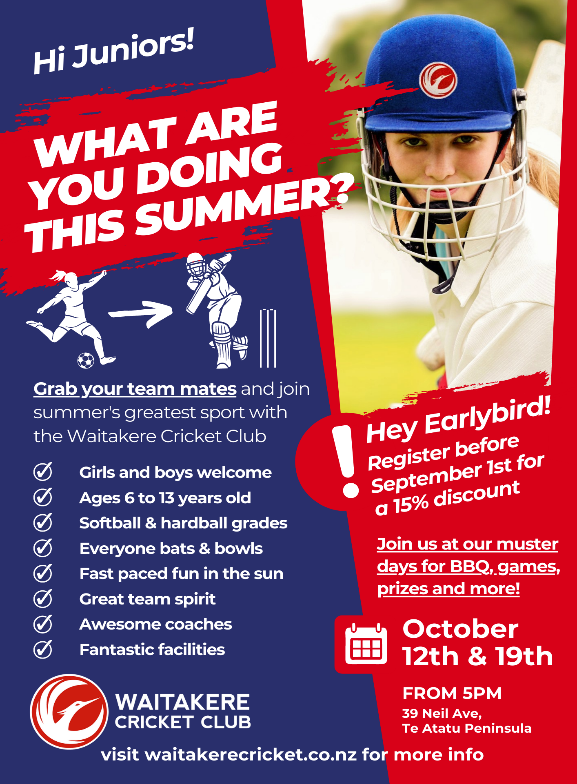 Hi Juniors!
WHAT ARE
YOU DOING
THIS SUMMER?
Grab your team mates and join
summer's greatest sport with
the Waitakere Cricket Club
Girls and boys welcome
Ages 6 to 13 years old
Softball & hardball grades
Everyone bats & bowls
Fast paced fun in the sun
Great team spirit
Awesome coaches
Fantastic facilities
!
Hey Earlybird!
Register before
September 1st for
a 15% discount
Join us at our muster
days for BBQ, games,
prizes and more!
October
12th & 19th
FROM 5PM
39 Neil Ave,
Te Atatu Peninsula
WAITAKERE
CRICKET CLUB
visit waitakerecricket.co.nz for more info